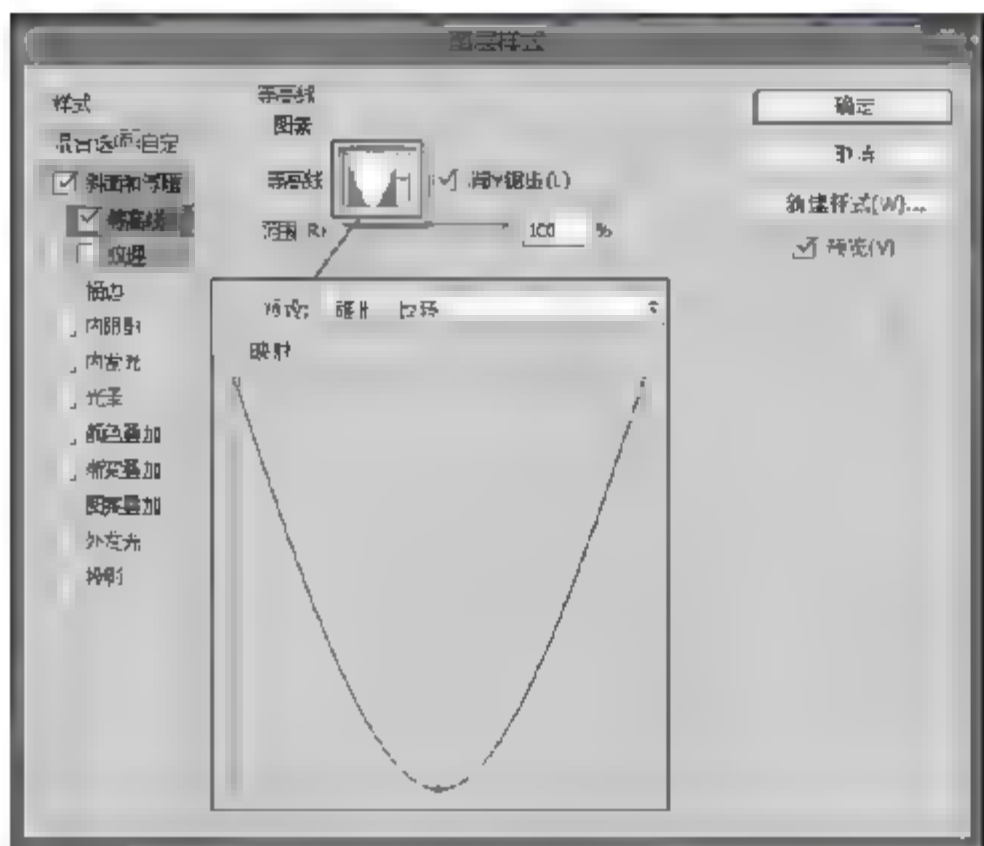 图层样式
样式
混合选项:自定
斜面和浮雕
等高线
纹理
描边
内阴影
内发光
光泽
颜色叠加
渐变叠加
图案叠加
外发光
投影
等高线
图素
等高线
消除锯齿(L)
范围 R:
100 %
映射
确定
新建样式(W)...
预览(V)